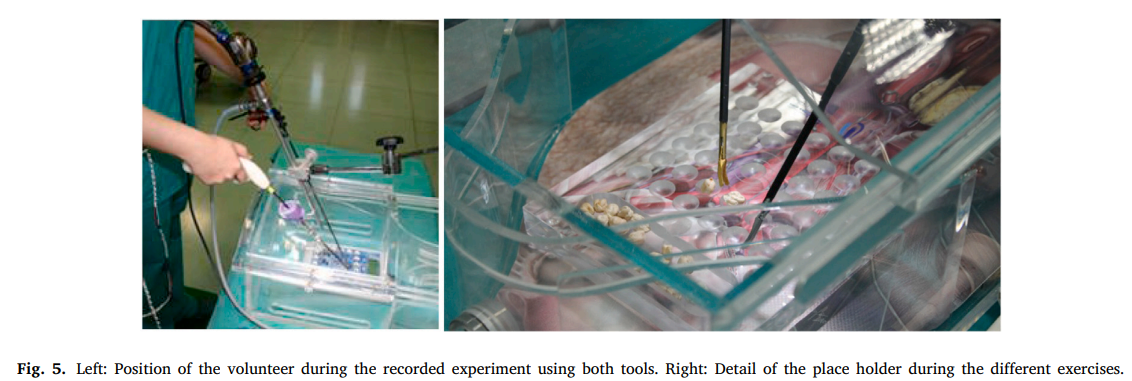 Fig. 5. Left: Position of the volunteer during the recorded experiment using both tools. Right: Detail of the place holder during the different exercises.